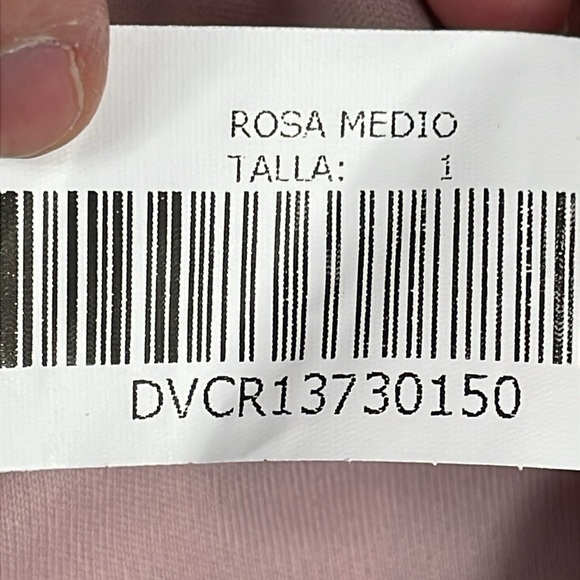 ROSA MEDIO
TALLA: 1
DVCR13730150